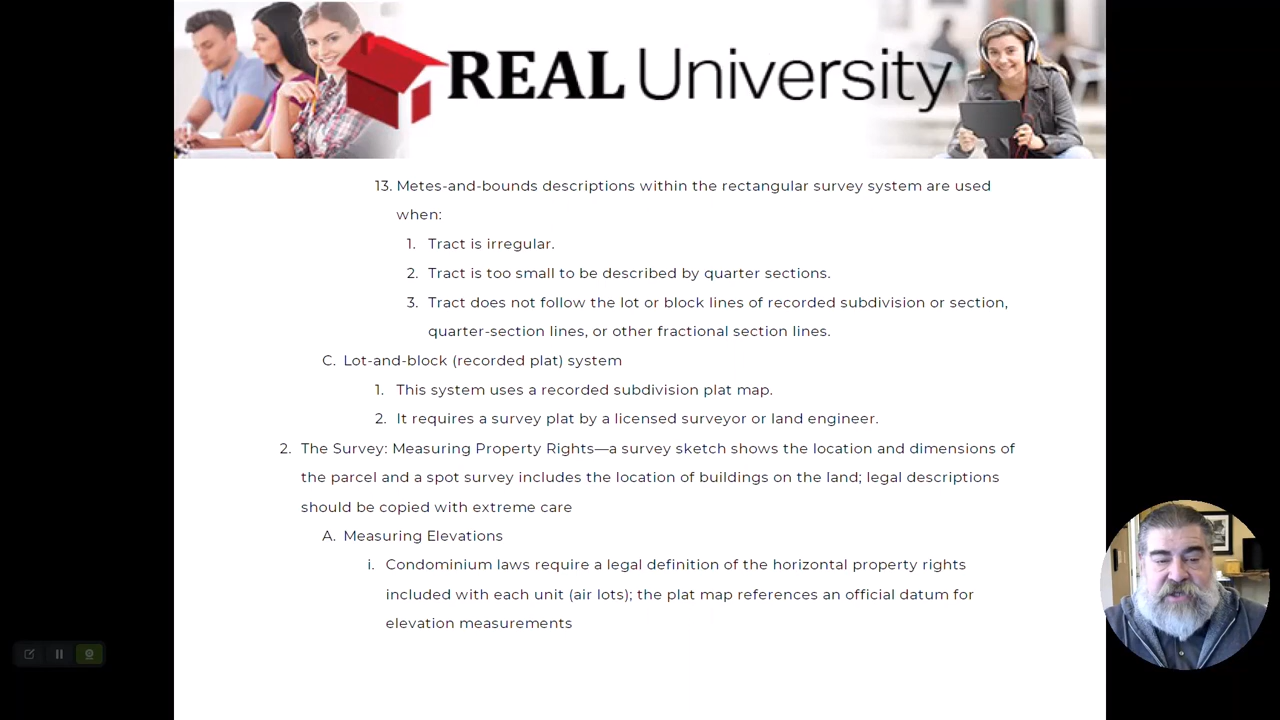 REAL University
13. Metes-and-bounds descriptions within the rectangular survey system are used
when:
1. Tract is irregular.
2. Tract is too small to be described by quarter sections.
3. Tract does not follow the lot or block lines of recorded subdivision or section,
quarter-section lines, or other fractional section lines.
C. Lot-and-block (recorded plat) system
1. This system uses a recorded subdivision plat map.
2. It requires a survey plat by a licensed surveyor or land engineer.
2. The Survey: Measuring Property Rights—a survey sketch shows the location and dimensions of
the parcel and a spot survey includes the location of buildings on the land; legal descriptions
should be copied with extreme care
A. Measuring Elevations
i. Condominium laws require a legal definition of the horizontal property rights
included with each unit (air lots); the plat map references an official datum for
elevation measurements